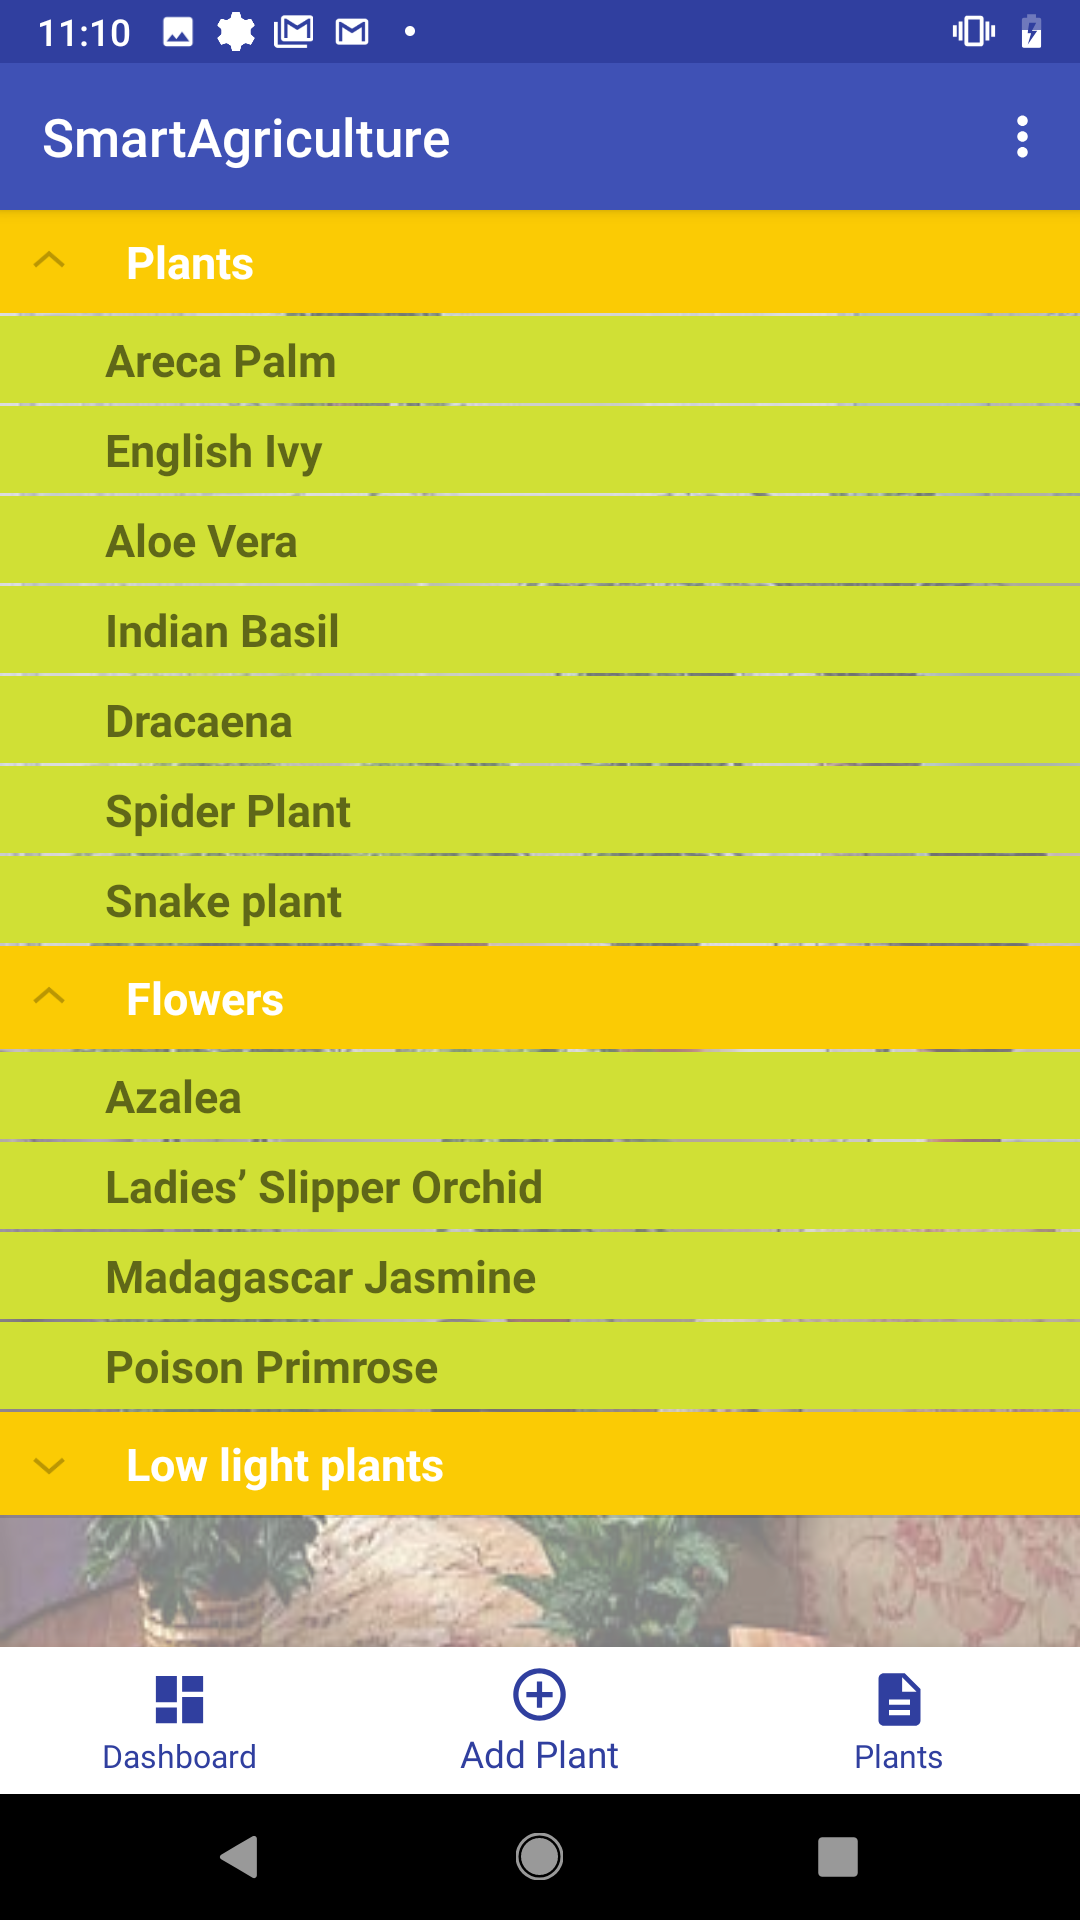 11:10
SmartAgriculture
Plants
Areca Palm
English Ivy
Aloe Vera
Indian Basil
Dracaena
Spider Plant
Snake plant
Flowers
Azalea
Ladies’ Slipper Orchid
Madagascar Jasmine
Poison Primrose
Low light plants
Dashboard
Add Plant
Plants